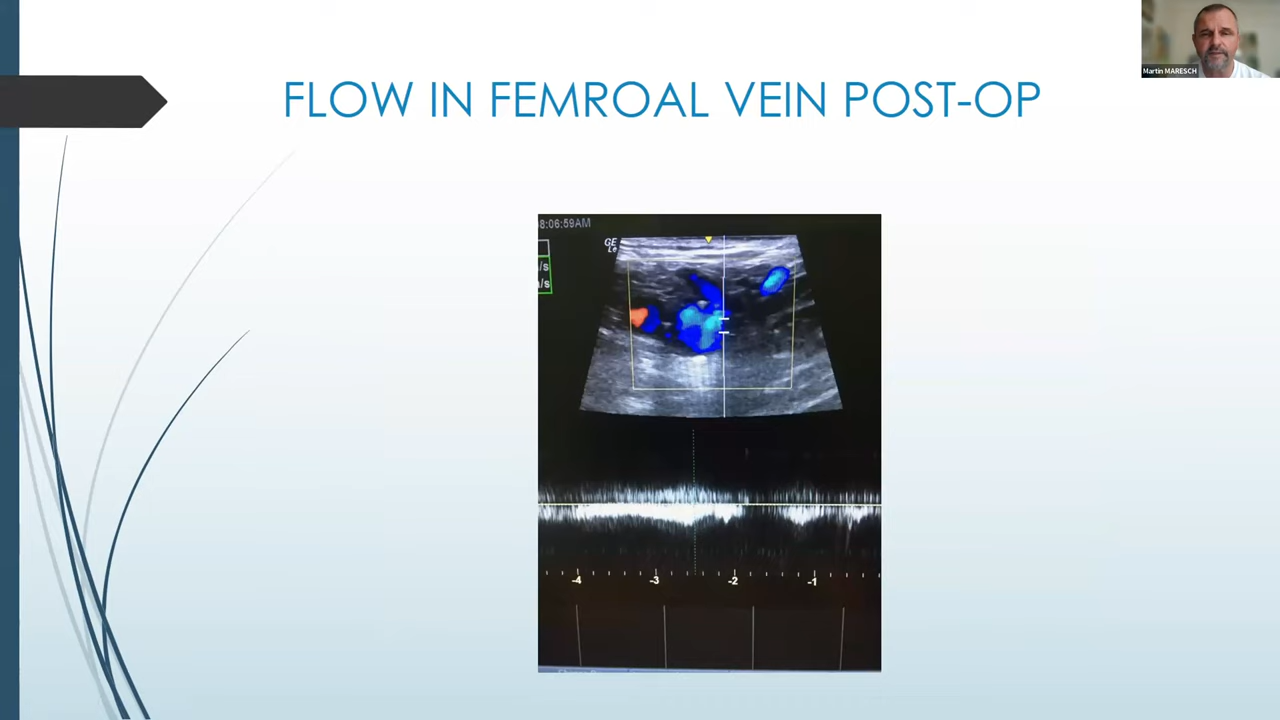 Martin MARESCH
FLOW IN FEMROAL VEIN POST-OP
8:06:59AM
GE
/s
/s
-4 -3 -2 -1